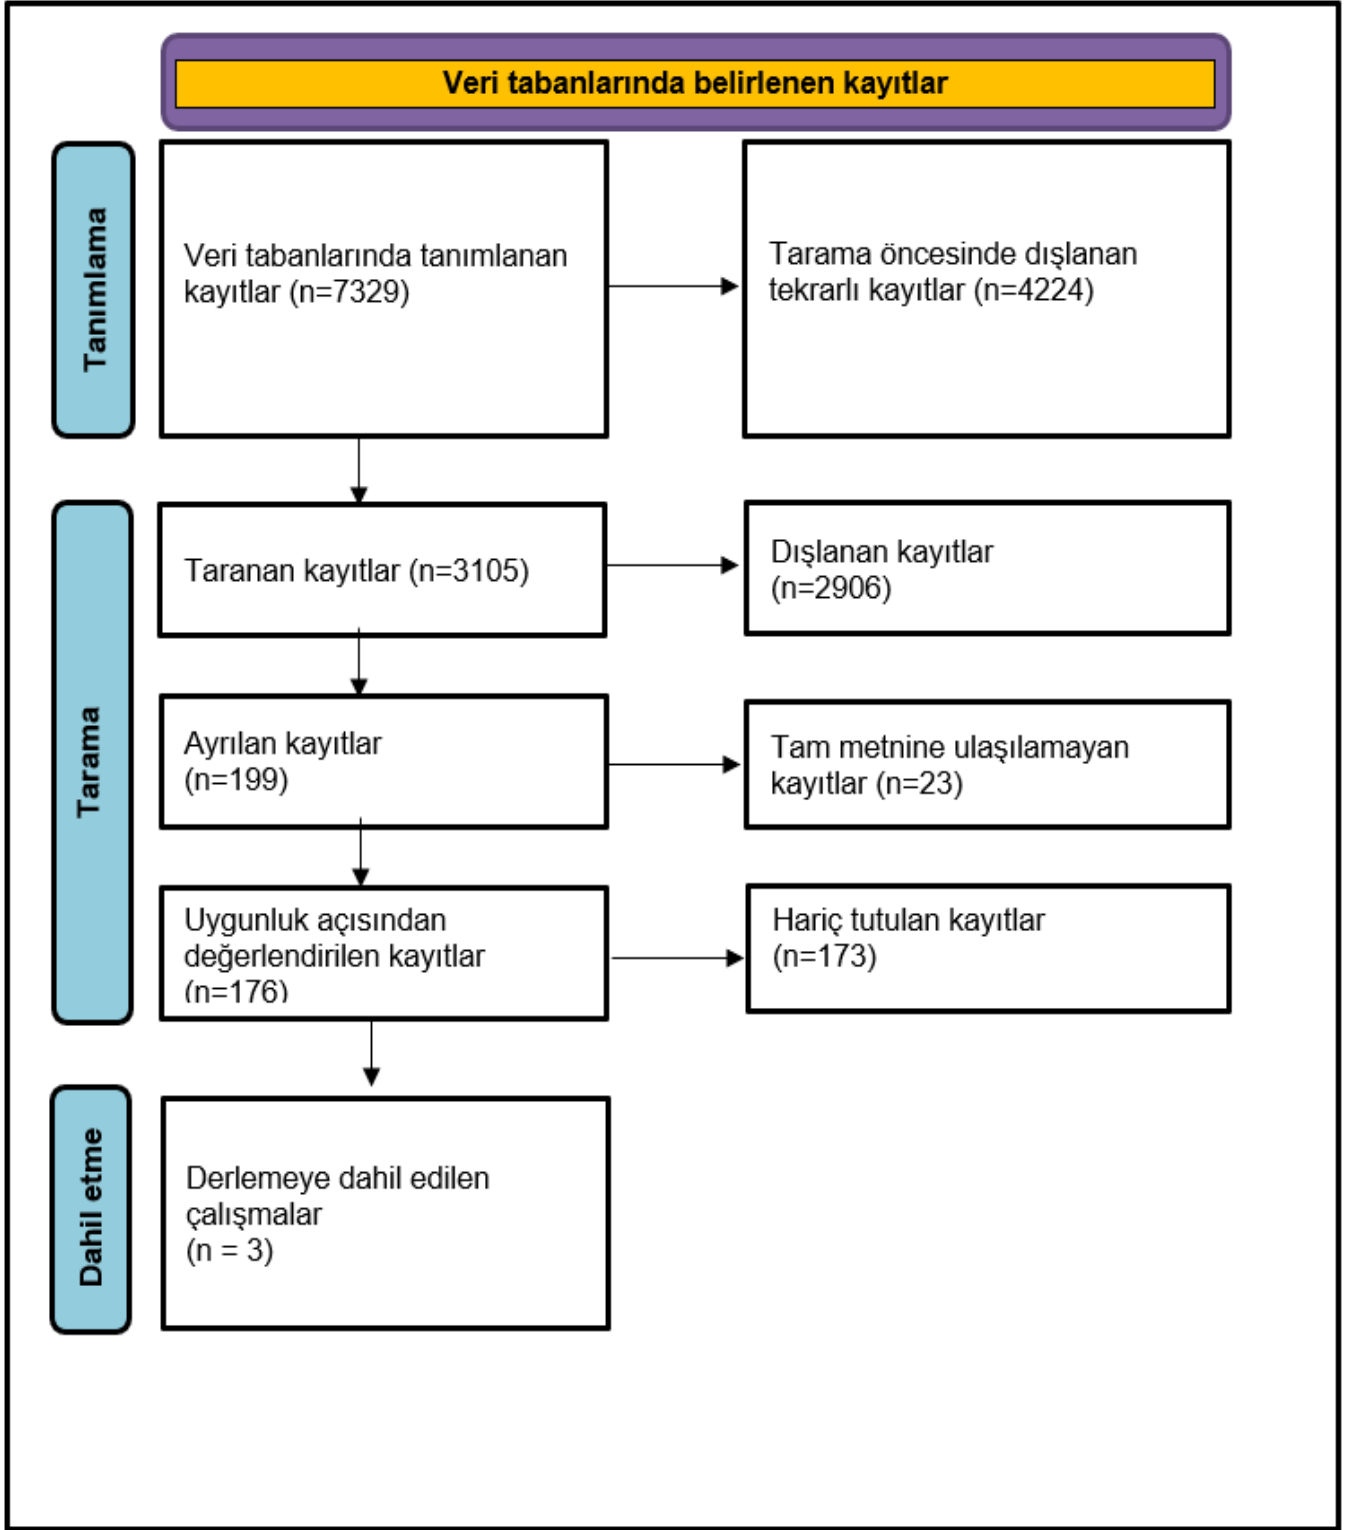 Veri tabanlarında belirlenen kayıtlar
Tanımlama
Veri tabanlarında tanımlanan
kayıtlar (n=7329)
Tarama öncesinde dışlanan
tekrarlı kayıtlar (n=4224)
Tarama
Taranan kayıtlar (n=3105)
Dışlanan kayıtlar
(n=2906)
Ayrılan kayıtlar
(n=199)
Tam metnine ulaşılamayan
kayıtlar (n=23)
Uygunluk açısından
değerlendirilen kayıtlar
(n=176)
Hariç tutulan kayıtlar
(n=173)
Dahil etme
Derlemeye dahil edilen
çalışmalar
(n = 3)